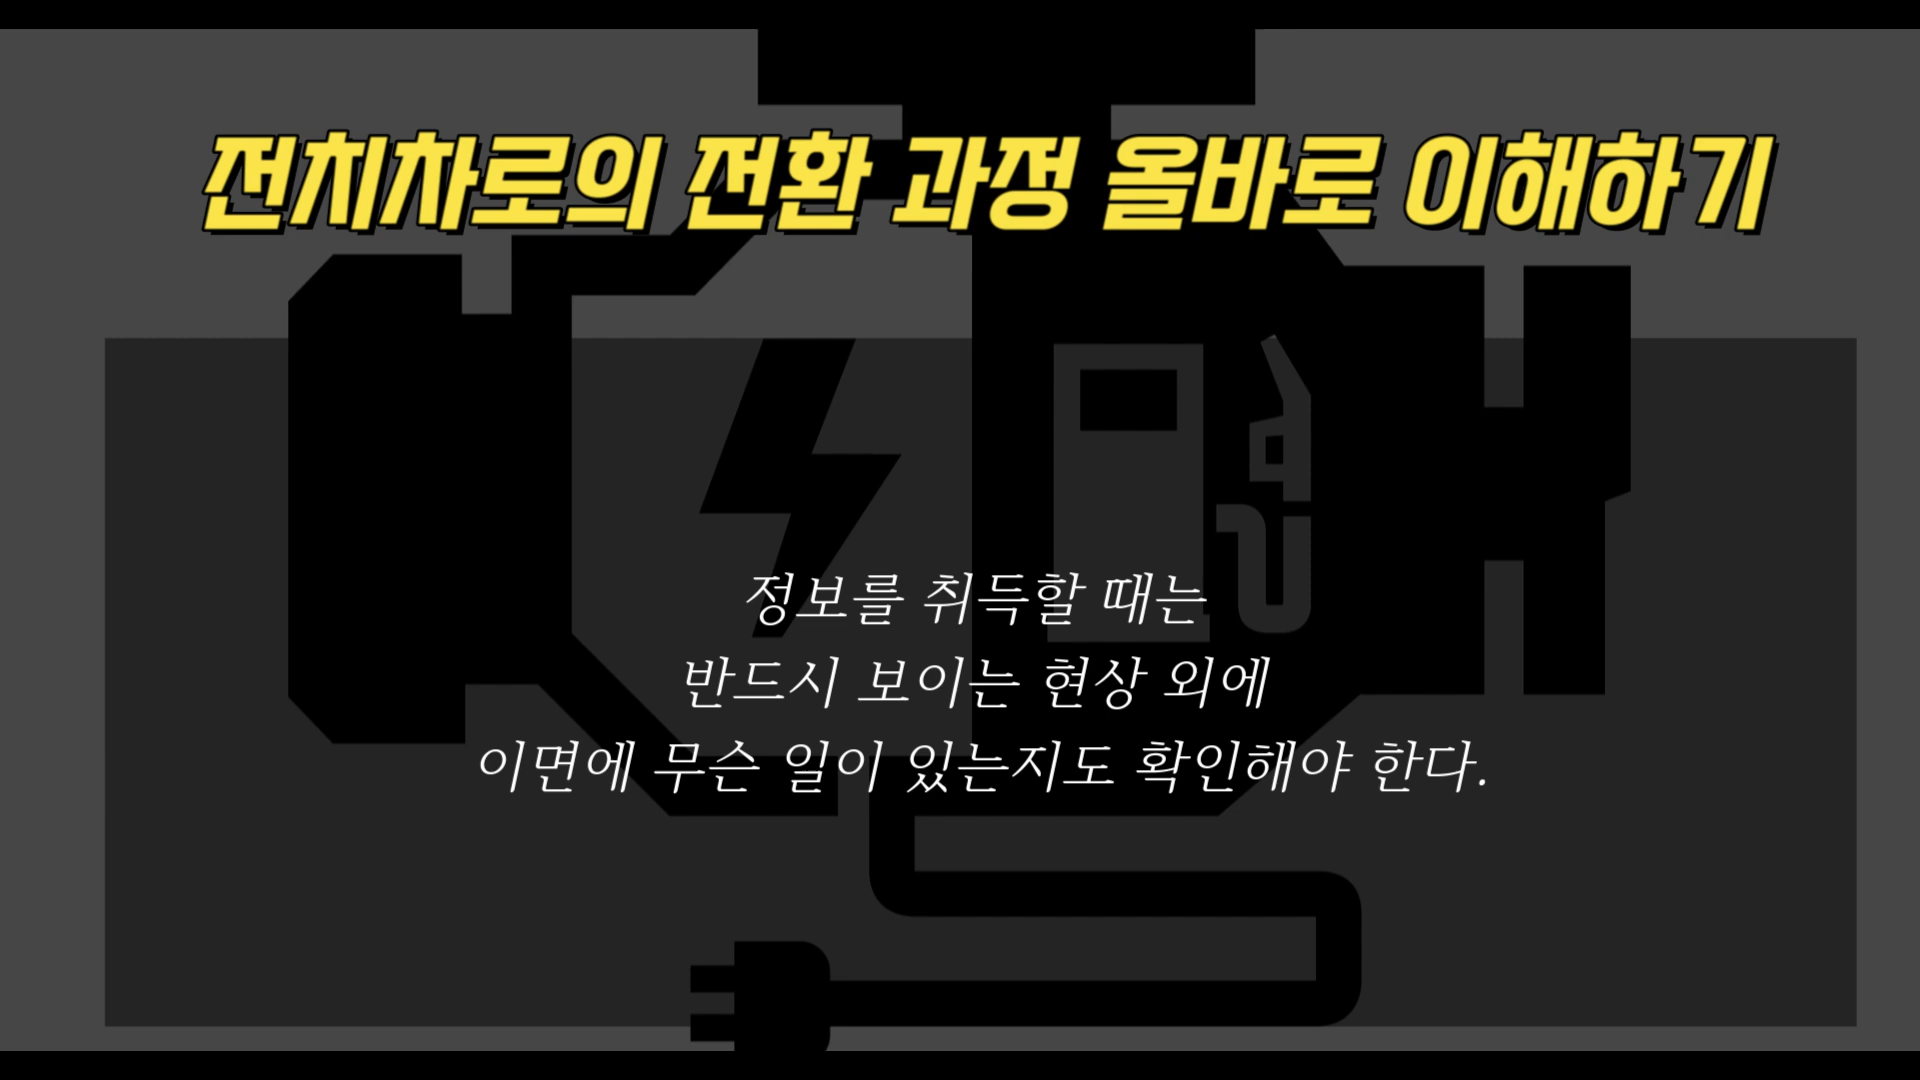 전치차로의 전환 과정 올바로 이해하기
정보를 취득할 때는
반드시 보이는 현상 외에
이면에 무슨 일이 있는지도 확인해야 한다.